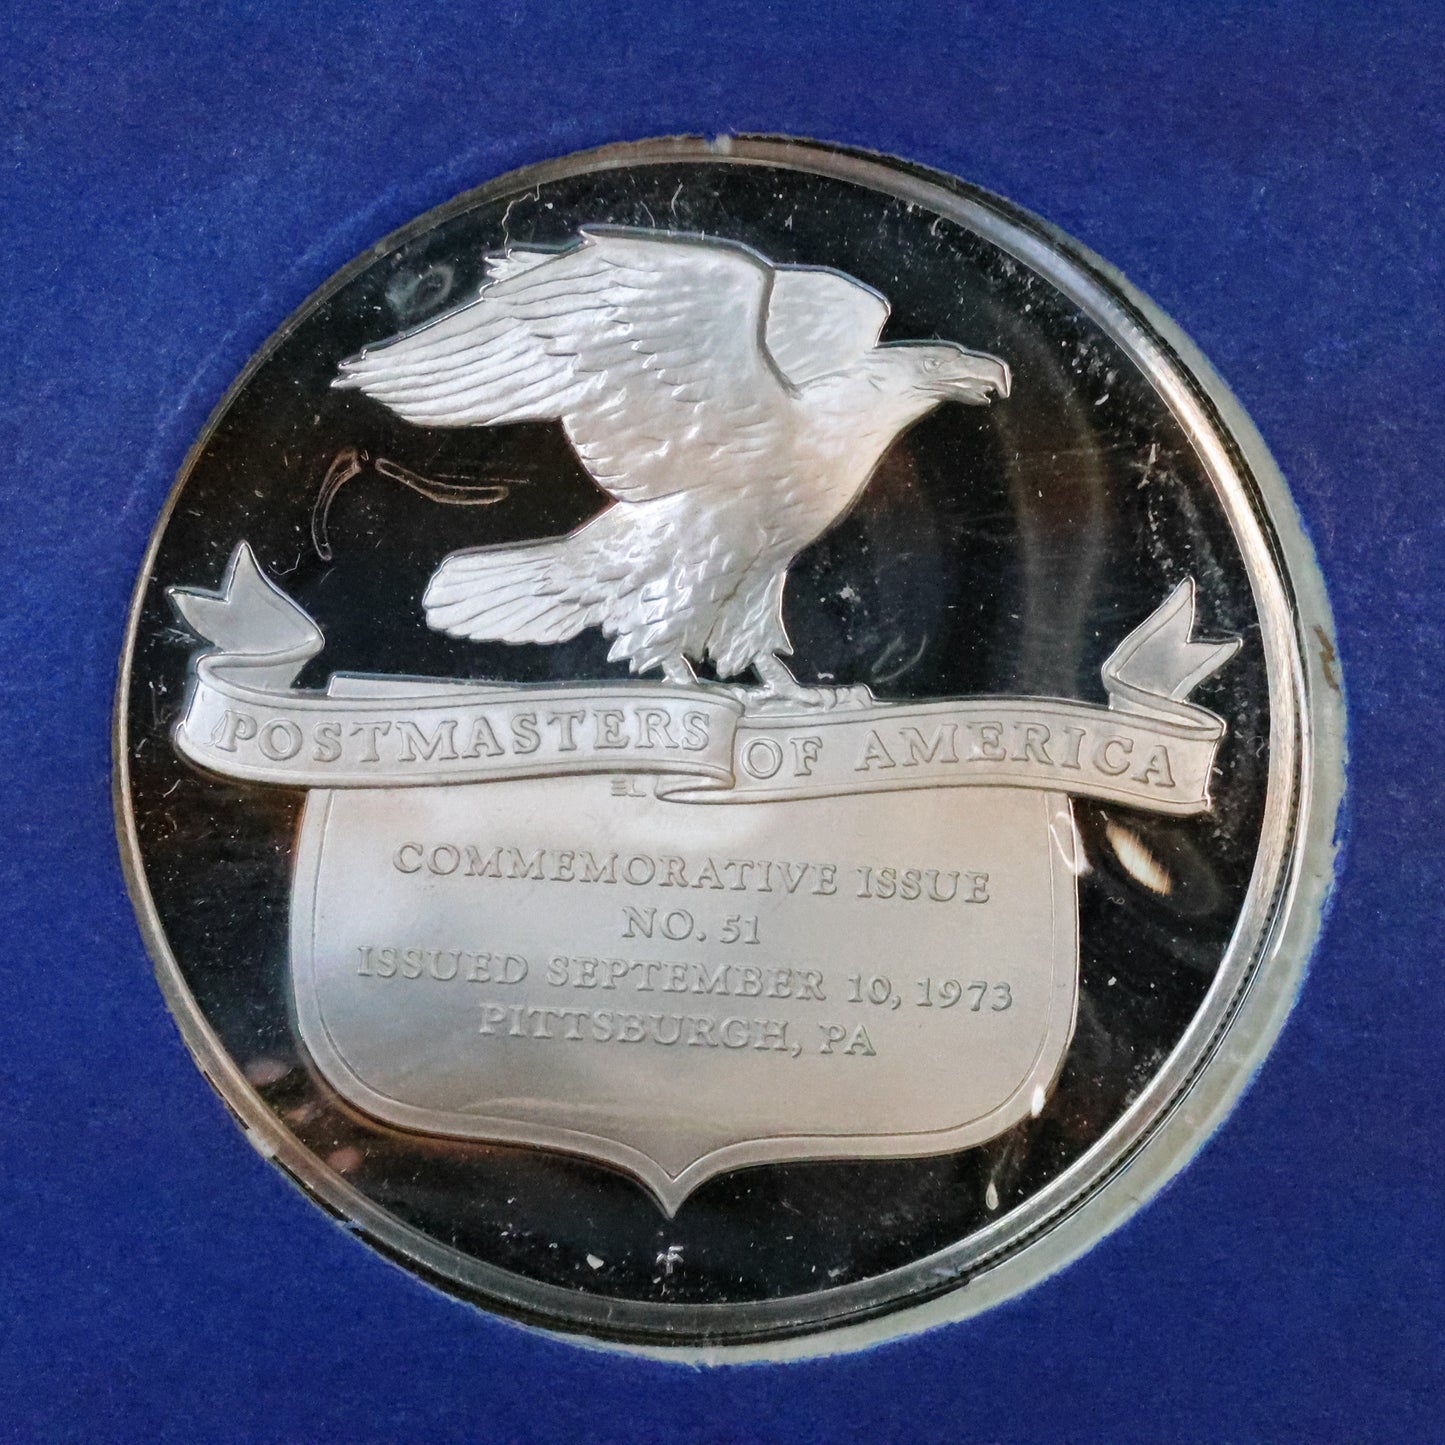 POSTMASTERS OF AMERICA
COMMEMORATIVE ISSUE
NO. 51
ISSUED SEPTEMBER 10, 1973
PITTSBURGH, PA